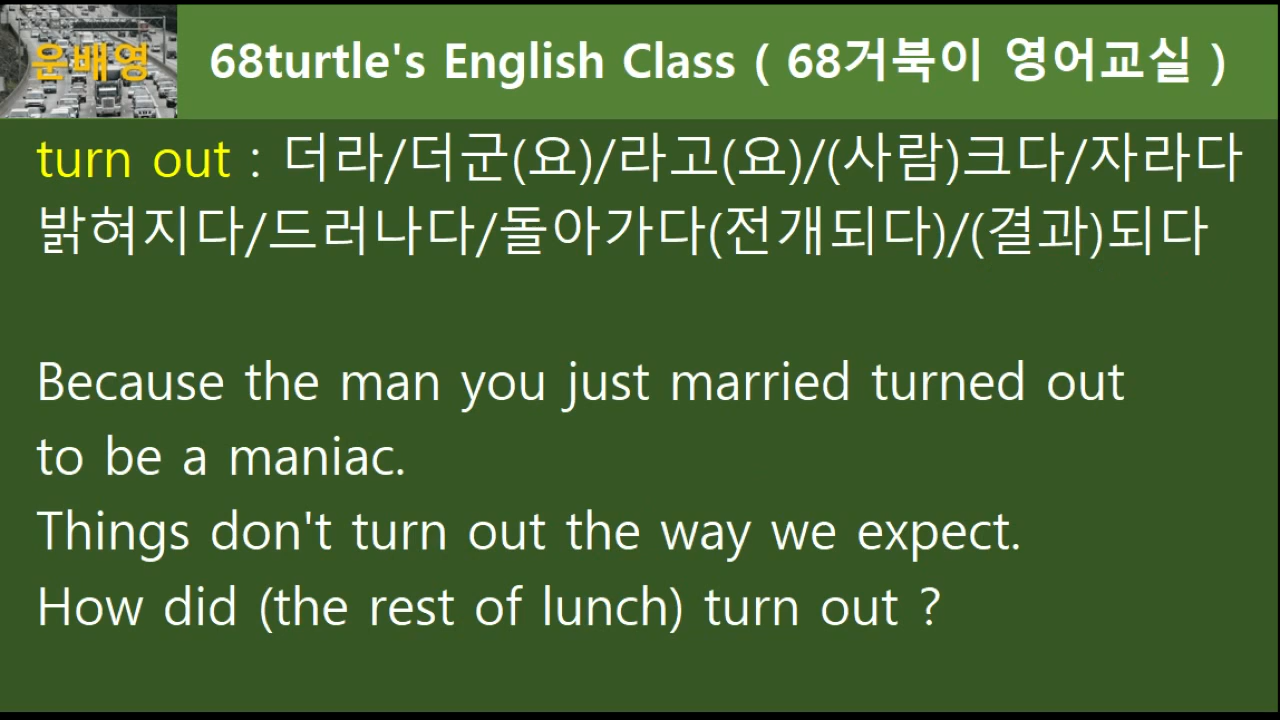 운배영
68turtle's English Class ( 68거북이 영어교실 )
turn out : 더라/더군(요)/라고(요)/(사람)크다/자라다
밝혀지다/드러나다/돌아가다(전개되다)/(결과)되다
Because the man you just married turned out
to be a maniac.
Things don't turn out the way we expect.
How did (the rest of lunch) turn out ?